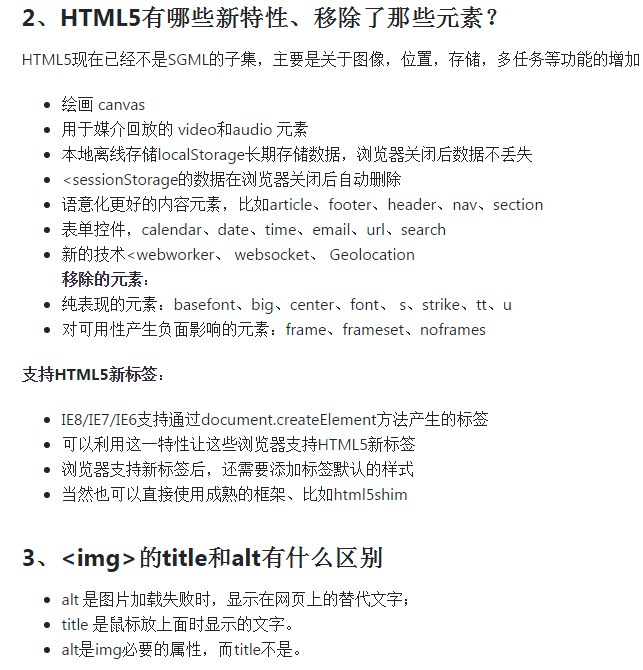 2、HTML5有哪些新特性、移除了那些元素？
HTML5现在已经不是SGML的子集，主要是关于图像，位置，存储，多任务等功能的增加
绘画 canvas
用于媒介回放的 video和audio 元素
本地离线存储localStorage长期存储数据，浏览器关闭后数据不丢失
<sessionStorage的数据在浏览器关闭后自动删除
语意化更好的内容元素，比如article、footer、header、nav、section
表单控件，calendar、date、time、email、url、search
新的技术<webworker、 websocket、 Geolocation
移除的元素：
纯表现的元素：basefont、big、center、font、 s、strike、tt、u
对可用性产生负面影响的元素：frame、frameset、noframes
支持HTML5新标签：
IE8/IE7/IE6支持通过document.createElement方法产生的标签
可以利用这一特性让这些浏览器支持HTML5新标签
浏览器支持新标签后，还需要添加标签默认的样式
当然也可以直接使用成熟的框架、比如html5shim
3、<img>的title和alt有什么区别
alt 是图片加载失败时，显示在网页上的替代文字；
title 是鼠标放上面时显示的文字。
alt是img必要的属性，而title不是。